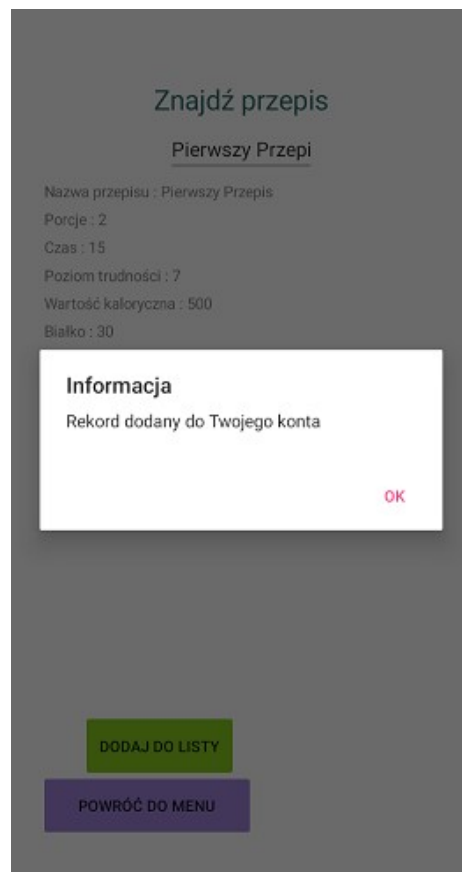 Znajdź przepis
Pierwszy Przepi
Nazwa przepisu : Pierwszy Przepis
Porcje : 2
Czas : 15
Poziom trudności : 7
Wartość kaloryczna : 500
Białko : 30
Informacja
Rekord dodany do Twojego konta
OK
DODAJ DO LISTY
POWRÓĆ DO MENU